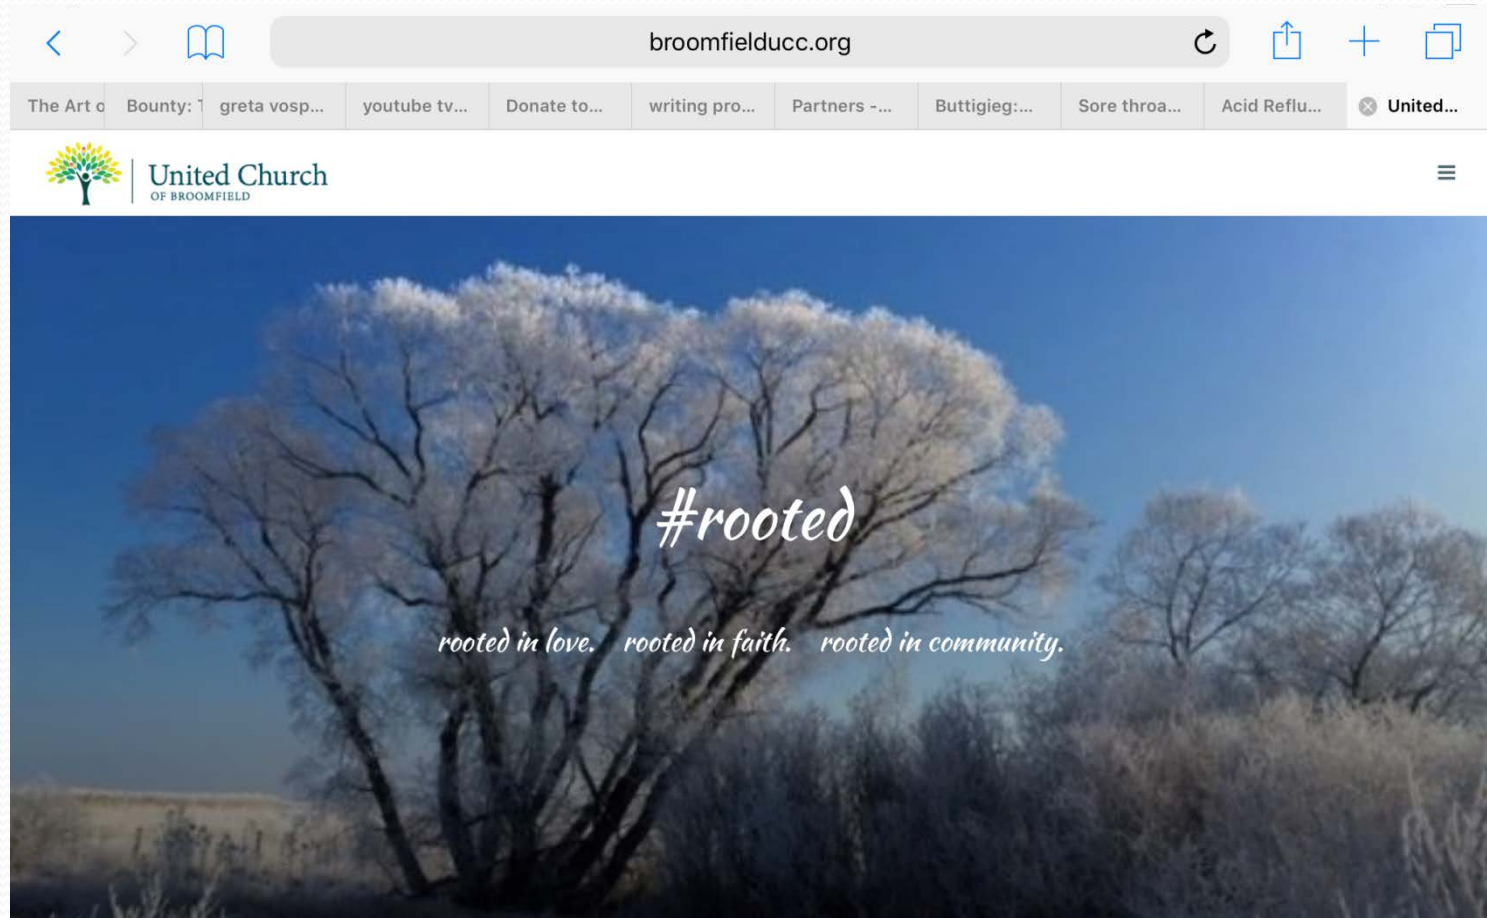 broomfielducc.org
The Art o Bounty: T greta vosp... youtube tv... Donate to... writing pro... Partners -... Buttigieg:... Sore throa... Acid Reflu... United...
United Church
OF BROOMFIELD
#rooted
rooted in love. rooted in faith. rooted in community.